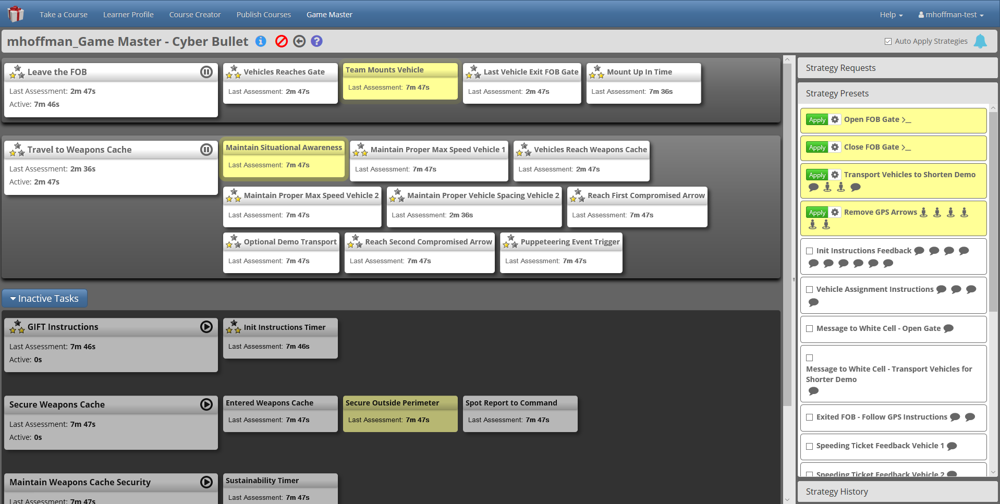 Take a Course
Learner Profile
Course Creator
Publish Courses
Game Master
Help
mhoffman-test
mhoffman_Game Master - Cyber Bullet
Auto Apply Strategies
Leave the FOB
Last Assessment: 2m 47s
Active: 7m 46s
Vehicles Reaches Gate
Last Assessment: 2m 47s
Team Mounts Vehicle
Last Assessment: 7m 47s
Last Vehicle Exit FOB Gate
Last Assessment: 2m 47s
Mount Up In Time
Last Assessment: 7m 36s
Travel to Weapons Cache
Last Assessment: 2m 36s
Active: 2m 47s
Maintain Situational Awareness
Last Assessment: 7m 47s
Maintain Proper Max Speed Vehicle 1
Last Assessment: 7m 47s
Vehicles Reach Weapons Cache
Last Assessment: 2m 47s
Maintain Proper Max Speed Vehicle 2
Last Assessment: 7m 47s
Maintain Proper Vehicle Spacing Vehicle 2
Last Assessment: 2m 36s
Reach First Compromised Arrow
Last Assessment: 7m 47s
Optional Demo Transport
Last Assessment: 7m 47s
Reach Second Compromised Arrow
Last Assessment: 7m 47s
Puppeteering Event Trigger
Last Assessment: 7m 47s
Inactive Tasks
GIFT Instructions
Last Assessment: 7m 46s
Active: 0s
Init Instructions Timer
Last Assessment: 7m 46s
Secure Weapons Cache
Last Assessment: 7m 47s
Active: 0s
Entered Weapons Cache
Last Assessment: 7m 47s
Secure Outside Perimeter
Last Assessment: 7m 47s
Spot Report to Command
Last Assessment: 7m 47s
Maintain Weapons Cache Security
Last Assessment: 7m 47s
Sustainability Timer
Last Assessment: 7m 47s
Strategy Requests
Strategy Presets
Apply Open FOB Gate >_
Apply Close FOB Gate >_
Apply Transport Vehicles to Shorten Demo
Apply Remove GPS Arrows
Init Instructions Feedback
Vehicle Assignment Instructions
Message to White Cell - Open Gate
Message to White Cell - Transport Vehicles for
Shorter Demo
Exited FOB - Follow GPS Instructions
Speeding Ticket Feedback Vehicle 1
Speeding Ticket Feedback Vehicle 2
Strategy History